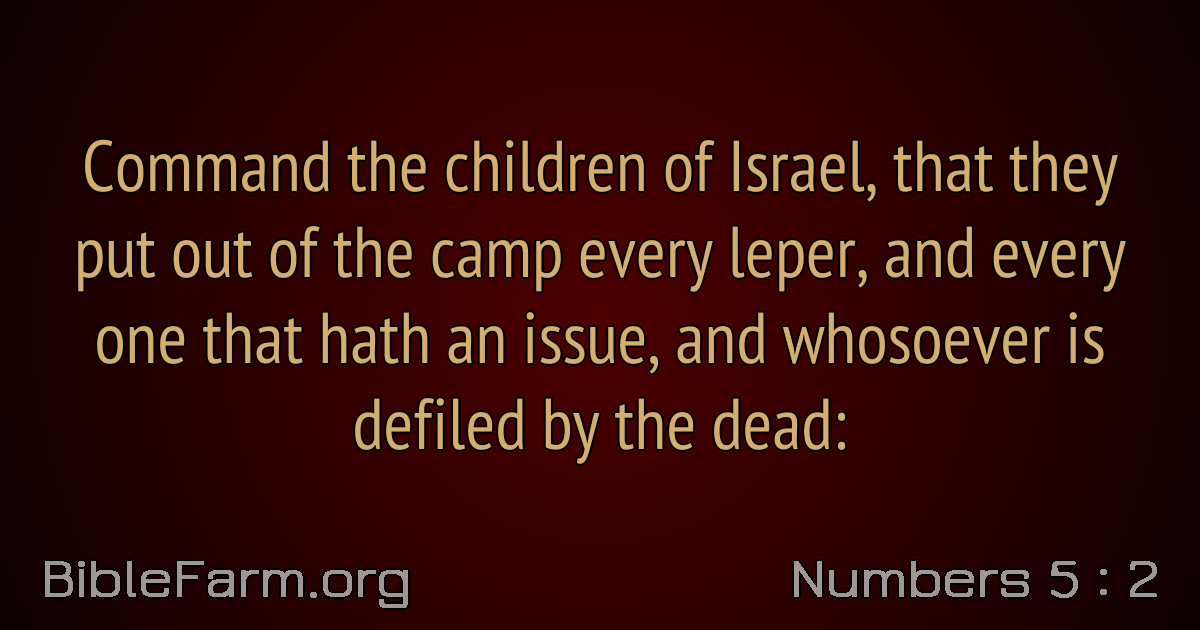 Command the children of Israel, that they
put out of the camp every leper, and every
one that hath an issue, and whosoever is
defiled by the dead:
BibleFarm.org
Numbers 5 : 2